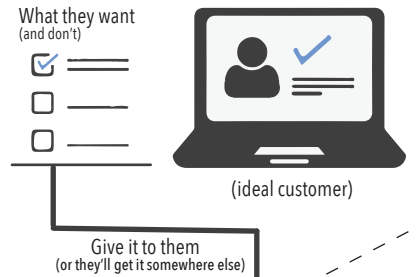 What they want
(and don't)
(ideal customer)
Give it to them
(or they'll get it somewhere else)